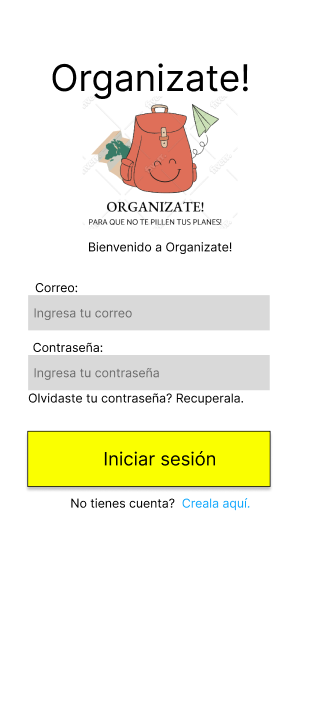 Organizate!
ORGANIZATE!
PARA QUE NO TE PILLEN TUS PLANES!
Bienvenido a Organizate!
Correo:
Ingresa tu correo
Contraseña:
Ingresa tu contraseña
Olvidaste tu contraseña? Recuperala.
Iniciar sesión
No tienes cuenta? Creala aquí.